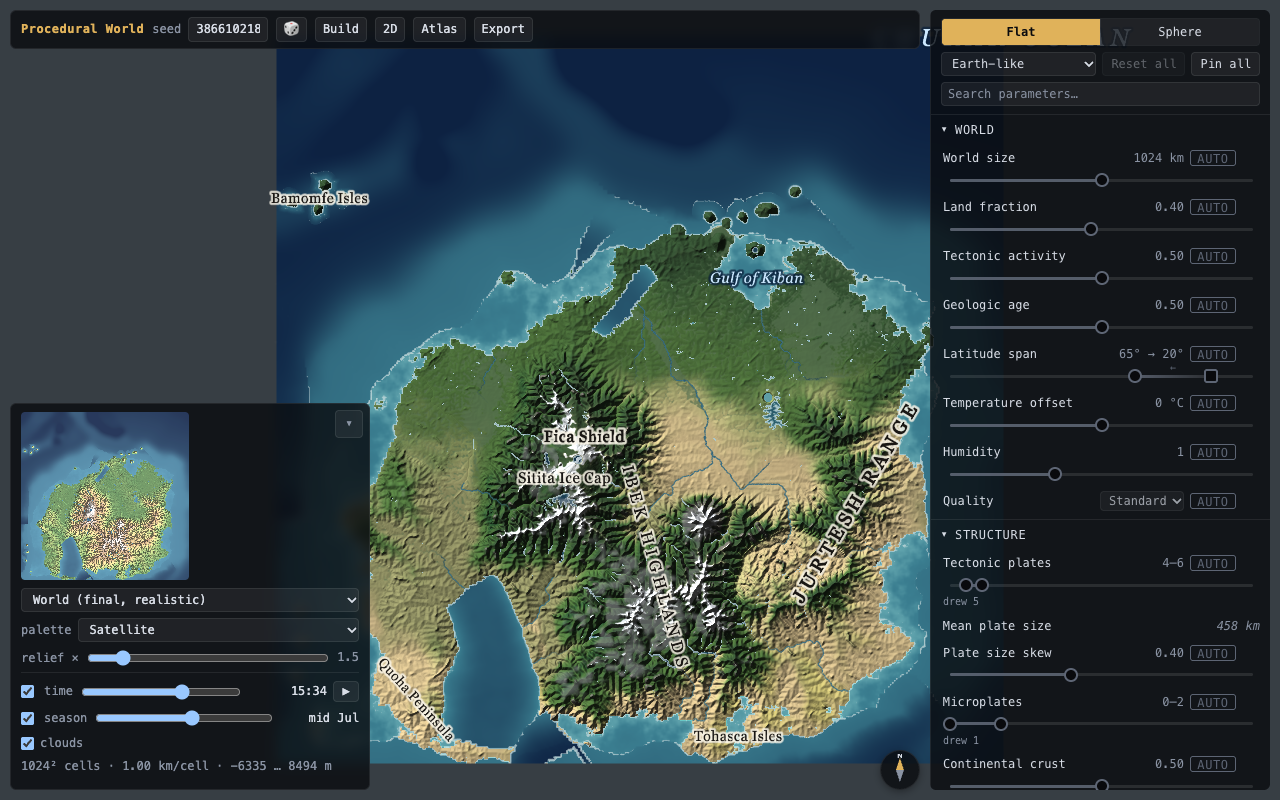 Procedural World seed 386610218 Build 2D Atlas Export
Flat Sphere
Earth-like Reset all Pin all
Search parameters…
▾ WORLD
World size 1024 km AUTO
Land fraction 0.40 AUTO
Tectonic activity 0.50 AUTO
Geologic age 0.50 AUTO
Latitude span 65° → 20° AUTO
Temperature offset 0 °C AUTO
Humidity 1 AUTO
Quality Standard AUTO
▾ STRUCTURE
Tectonic plates 4–6 AUTO
drew 5
Mean plate size 458 km
Plate size skew 0.40 AUTO
Microplates 0–2 AUTO
drew 1
Continental crust 0.50 AUTO
Bamomfe Isles
Gulf of Kiban
Pica Shield
Sitita Ice Cap
IBEK HIGHLANDS
JURTESH RANGE
Quoha Peninsula
Tohasca Isles
N
World (final, realistic)
palette Satellite
relief × 1.5
time 15:34
season mid Jul
clouds
1024² cells · 1.00 km/cell · −6335 … 8494 m